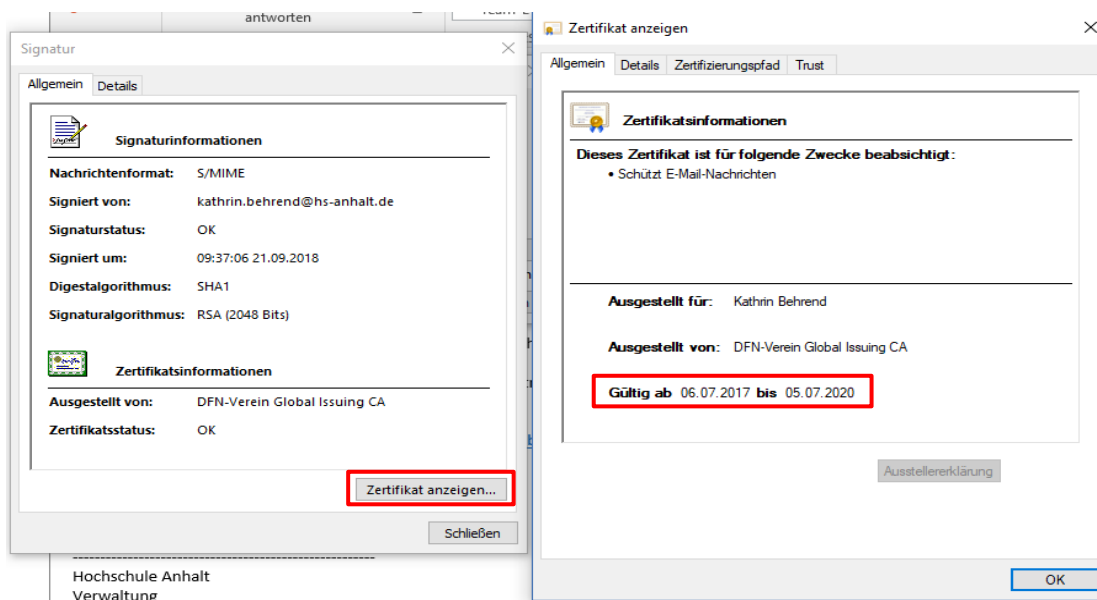 antworten
Signatur
Allgemein Details
Signaturinformationen
Nachrichtenformat: S/MIME
Signiert von: kathrin.behrend@hs-anhalt.de
Signaturstatus: OK
Signiert um: 09:37:06 21.09.2018
Digestalgorithmus: SHA1
Signaturalgorithmus: RSA (2048 Bits)
Zertifikatsinformationen
Ausgestellt von: DFN-Verein Global Issuing CA
Zertifikatsstatus: OK
Zertifikat anzeigen...
Schließen
Hochschule Anhalt
Verwaltung
Zertifikat anzeigen
Allgemein Details Zertifizierungspfad Trust
Zertifikatsinformationen
Dieses Zertifikat ist für folgende Zwecke beabsichtigt:
• Schützt E-Mail-Nachrichten
Ausgestellt für: Kathrin Behrend
Ausgestellt von: DFN-Verein Global Issuing CA
Gültig ab 06.07.2017 bis 05.07.2020
Ausstellererklärung
OK